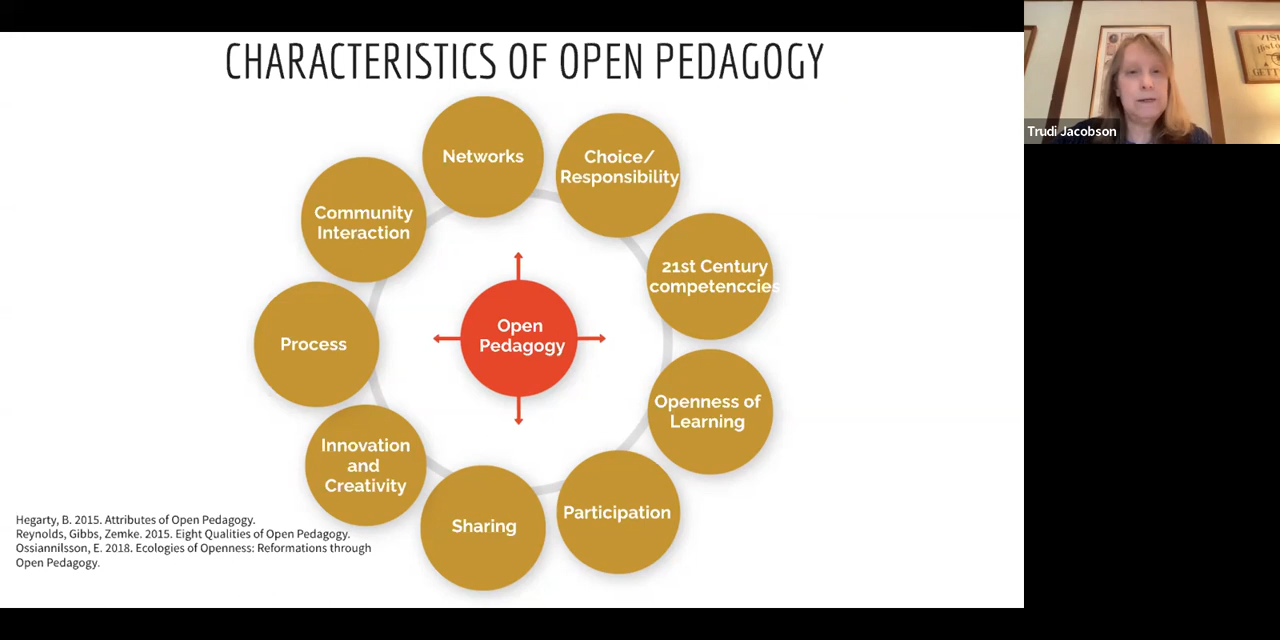 CHARACTERISTICS OF OPEN PEDAGOGY
Networks
Choice/
Responsibility
Community
Interaction
21st Century
competenccies
Process
Open
Pedagogy
Openness of
Learning
Innovation
and
Creativity
Sharing
Participation
Hegarty, B. 2015. Attributes of Open Pedagogy.
Reynolds, Gibbs, Zemke. 2015. Eight Qualities of Open Pedagogy.
Ossiannilsson, E. 2018. Ecologies of Openness: Reformations through
Open Pedagogy.
Trudi Jacobson